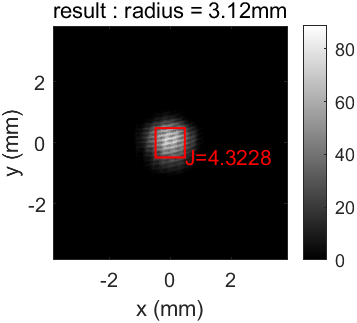 result : radius = 3.12mm
2
0
-2
y (mm)
J=4.3228
-2
0
2
x (mm)
80
60
40
20
0